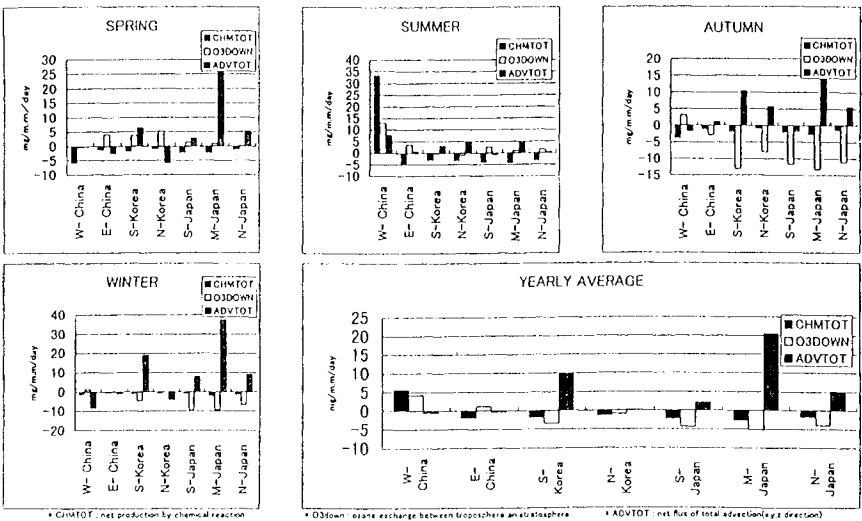 SPRING
CHMTOT
O3DOWN
ADVTOT
mg/m.m/day
30
25
20
15
10
5
0
-5
-10
W- China
E- China
S-Korea
N-Korea
S-Japan
M-Japan
N-Japan
SUMMER
CHMTOT
O3DOWN
ADVTOT
mg/m.m/day
40
35
30
25
20
15
10
5
0
-5
-10
W- China
E- China
S-Korea
N-Korea
S-Japan
M-Japan
N-Japan
AUTUMN
CHMTOT
O3DOWN
ADVTOT
mg/m.m/day
20
15
10
5
0
-5
-10
-15
W- China
E- China
S-Korea
N-Korea
S-Japan
M-Japan
N-Japan
WINTER
CHMTOT
O3DOWN
ADVTOT
mg/m.m/day
40
30
20
10
0
-10
-20
W- China
E- China
S-Korea
N-Korea
S-Japan
M-Japan
N-Japan
YEARLY AVERAGE
CHMTOT
O3DOWN
ADVTOT
mg/m.m/day
25
20
15
10
5
0
-5
-10
W- China
E- China
S- Korea
N- Korea
S- Japan
M- Japan
N- Japan
* CHMTOT : net production by chemical reaction
* O3down : ozone exchange between troposphere an stratosphere
* ADVTOT : net flux of total advection(x,y,z direction)